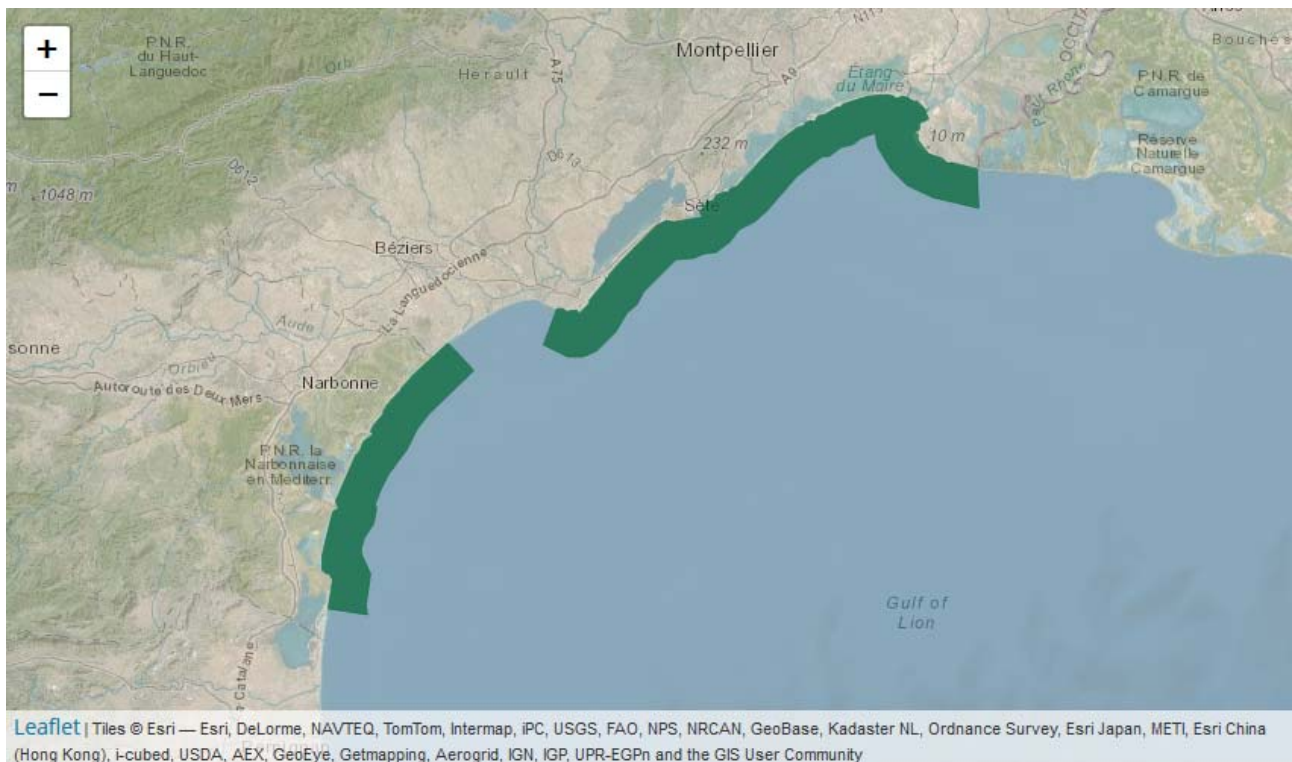 +
−
P.N.R.
du Haut-
Languedoc
Orb
Herault
A75
Montpellier
A9
N113
OCCITA
Bouches
Étang
du Maire
P.N.R. de
Camargue
Petit Rhone
10 m
232 m
Réserve
Naturelle
Camargue
D612
D613
1048 m
Sète
Béziers
La Languedocienne
Aude
sonne
Orbieu
Autoroute des Deux Mers
Narbonne
P.N.R. la
Narbonnaise
en Méditerr.
Gulf of
Lion
Catalane
Leaflet | Tiles © Esri — Esri, DeLorme, NAVTEQ, TomTom, Intermap, iPC, USGS, FAO, NPS, NRCAN, GeoBase, Kadaster NL, Ordnance Survey, Esri Japan, METI, Esri China
(Hong Kong), i-cubed, USDA, AEX, GeoEye, Getmapping, Aerogrid, IGN, IGP, UPR-EGPn and the GIS User Community